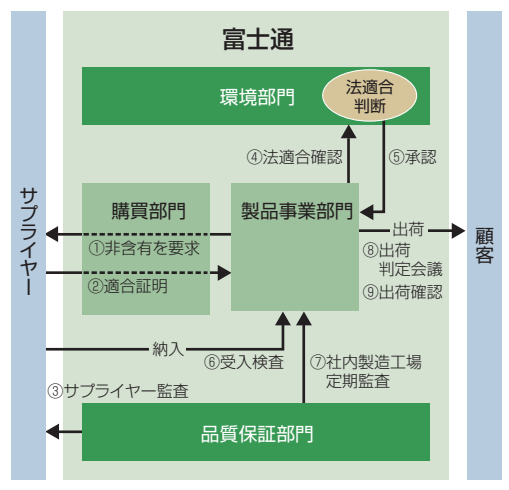 富士通
環境部門
法適合
判断
④法適合確認
⑤承認
サプライヤー
購買部門
製品事業部門
①非含有を要求
②適合証明
出荷
⑧出荷
判定会議
⑨出荷確認
顧客
納入
⑥受入検査
⑦社内製造工場
定期監査
③サプライヤー監査
品質保証部門